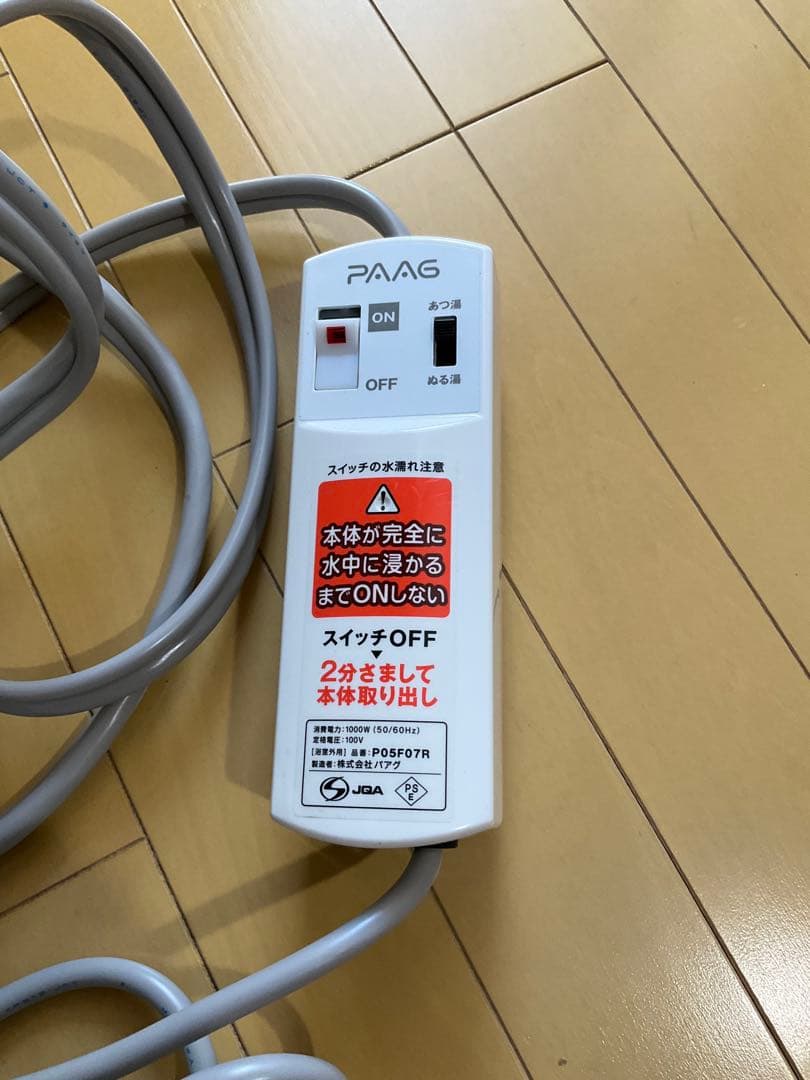 PAAG
ON
あつ湯
OFF
ぬる湯
スイッチの水濡れ注意
本体が完全に
水中に浸かる
までONしない
スイッチOFF
▼
2分さまして
本体取り出し
消費電力:1000W (50/60Hz)
定格電圧:100V
[浴室外用] 品番:P05F07R
製造者:株式会社パアグ
JQA
PS
E
JCT